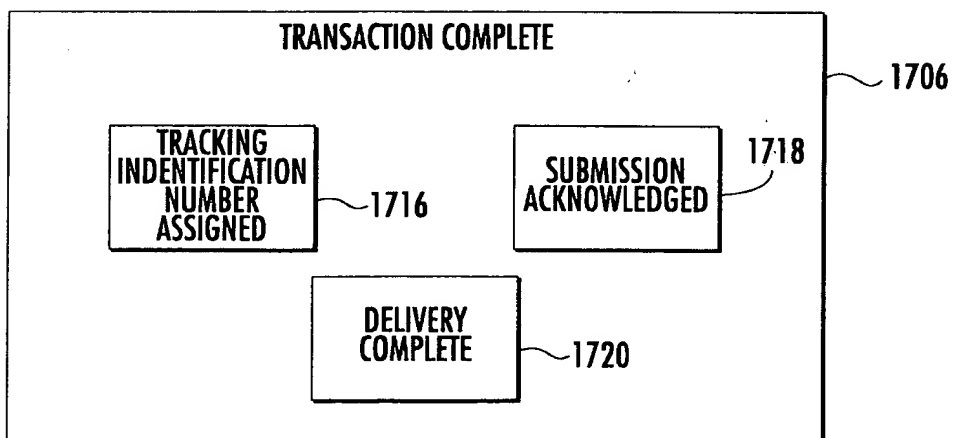 TRANSACTION COMPLETE
1706
TRACKING
INDENTIFICATION
NUMBER
ASSIGNED
1716
SUBMISSION
ACKNOWLEDGED
1718
DELIVERY
COMPLETE
1720